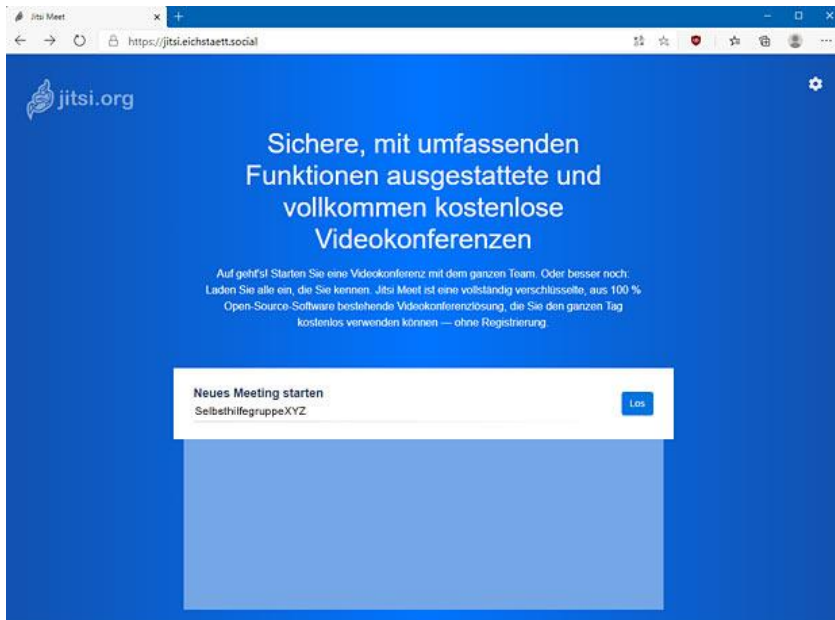 Jitsi Meet
https://jitsi.eichstaett.social
jitsi.org
Sichere, mit umfassenden
Funktionen ausgestattete und
vollkommen kostenlose
Videokonferenzen
Auf geht's! Starten Sie eine Videokonferenz mit dem ganzen Team. Oder besser noch:
Laden Sie alle ein, die Sie kennen. Jitsi Meet ist eine vollständig verschlüsselte, aus 100 %
Open-Source-Software bestehende Videokonferenzlösung, die Sie den ganzen Tag
kostenlos verwenden können — ohne Registrierung.
Neues Meeting starten
SelbsthilfegruppeXYZ
Los